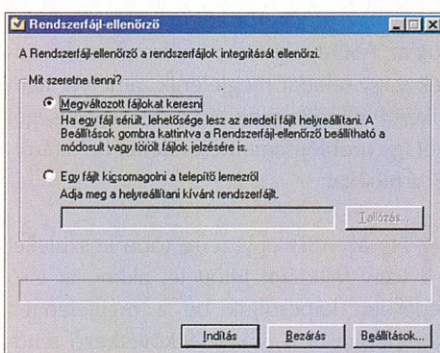 Rendszerfájl-ellenőrző
A Rendszerfájl-ellenőrző a rendszerfájlok integritását ellenőrzi.
Mit szeretne tenni?
Megváltozott fájlokat keresni
Ha egy fájl sérült, lehetősége lesz az eredeti fájlt helyreállítani. A
Beállítások gombra kattintva a Rendszerfájl-ellenőrző beállítható a
módosult vagy törölt fájlok jelzésére is.
Egy fájlt kicsomagolni a telepítő lemezről
Adja meg a helyreállítani kívánt rendszerfájlt.
Tallózás...
Indítás
Bezárás
Beállítások...